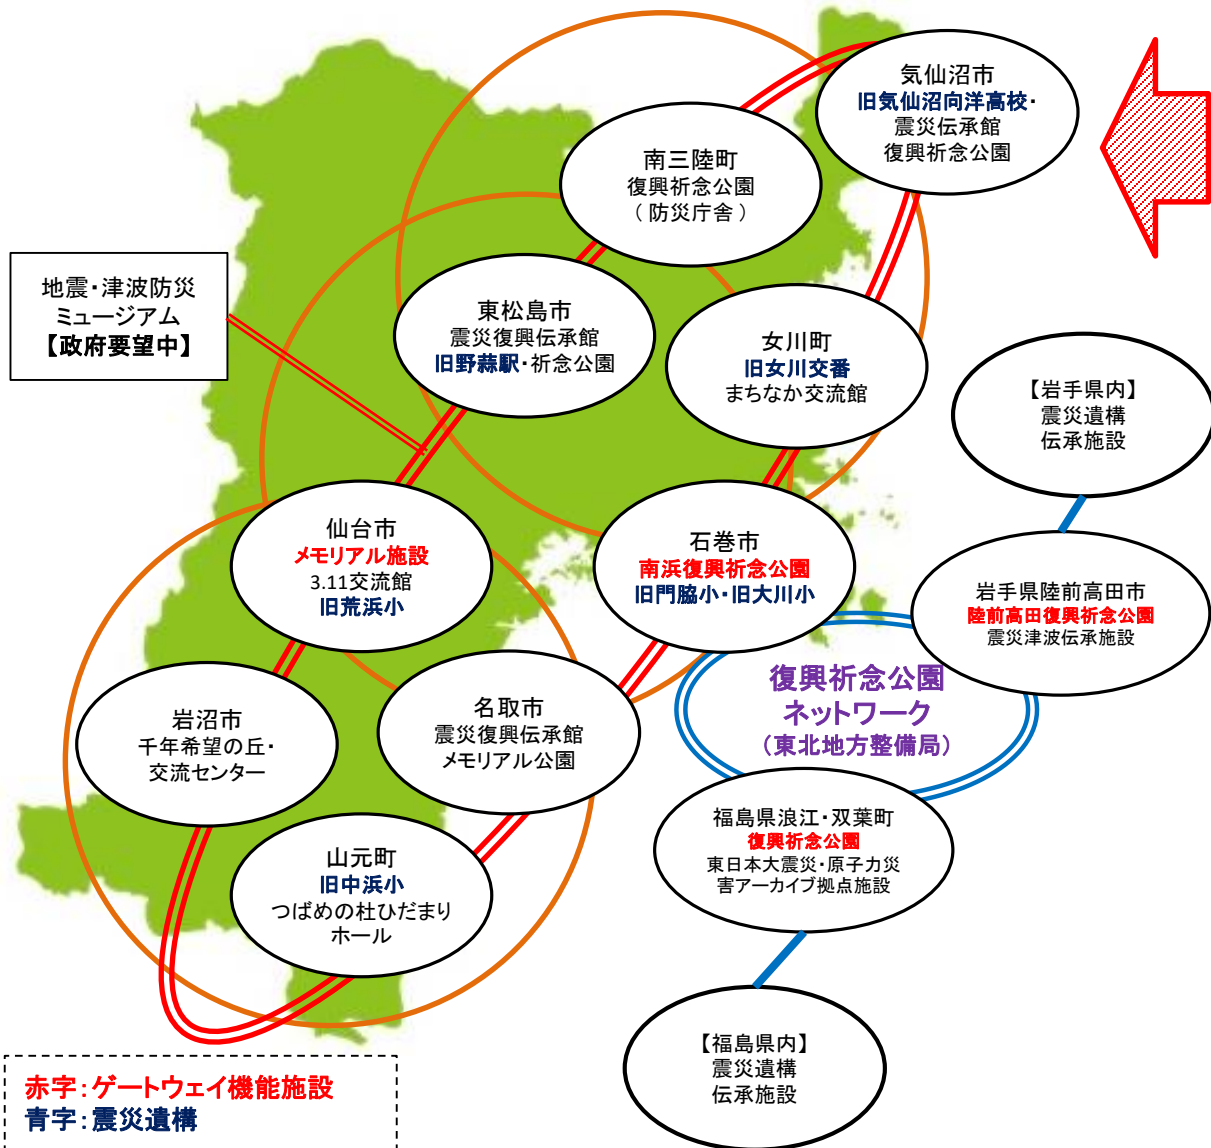 気仙沼市
旧気仙沼向洋高校・
震災伝承館
復興祈念公園
南三陸町
復興祈念公園
（防災庁舎）
地震・津波防災
ミュージアム
【政府要望中】
東松島市
震災復興伝承館
旧野蒜駅・祈念公園
女川町
旧女川交番
まちなか交流館
【岩手県内】
震災遺構
伝承施設
仙台市
メモリアル施設
3.11交流館
旧荒浜小
石巻市
南浜復興祈念公園
旧門脇小・旧大川小
岩手県陸前高田市
陸前高田復興祈念公園
震災津波伝承施設
復興祈念公園
ネットワーク
（東北地方整備局）
岩沼市
千年希望の丘・
交流センター
名取市
震災復興伝承館
メモリアル公園
福島県浪江・双葉町
復興祈念公園
東日本大震災・原子力災
害アーカイブ拠点施設
山元町
旧中浜小
つばめの杜ひだまり
ホール
【福島県内】
震災遺構
伝承施設
赤字：ゲートウェイ機能施設
青字：震災遺構